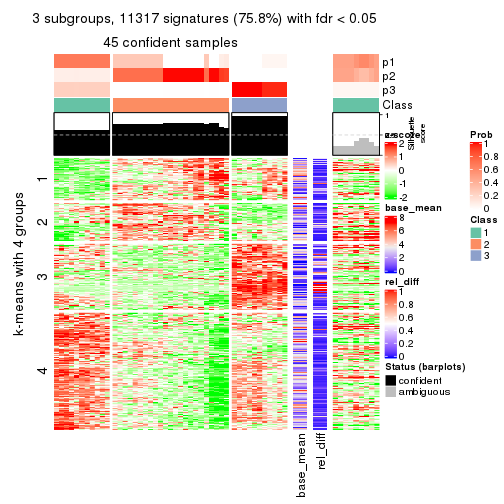 3 subgroups, 11317 signatures (75.8%) with fdr < 0.05
45 confident samples
p1
p2
p3
Class
1
Silhouette
score
z-score
2
1
0
-1
-2
base_mean
8
6
4
2
0
rel_diff
1
0.8
0.6
0.4
0.2
0
Status (barplots)
confident
ambiguous
Prob
1
0.8
0.6
0.4
0.2
0
Class
1
2
3
k-means with 4 groups
1
2
3
4
base_mean
rel_diff